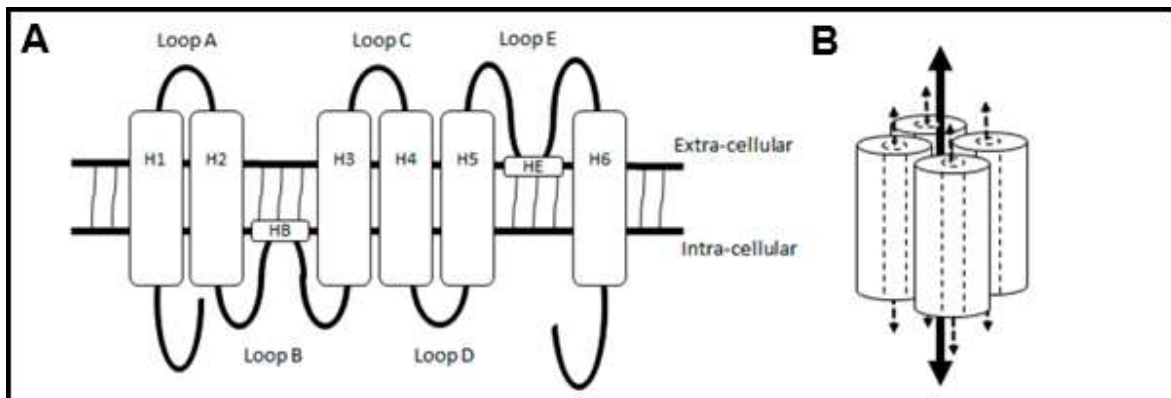 A
B
Loop A
Loop C
Loop E
H1
H2
H3
H4
H5
H6
HE
Extra-cellular
HB
Intra-cellular
Loop B
Loop D